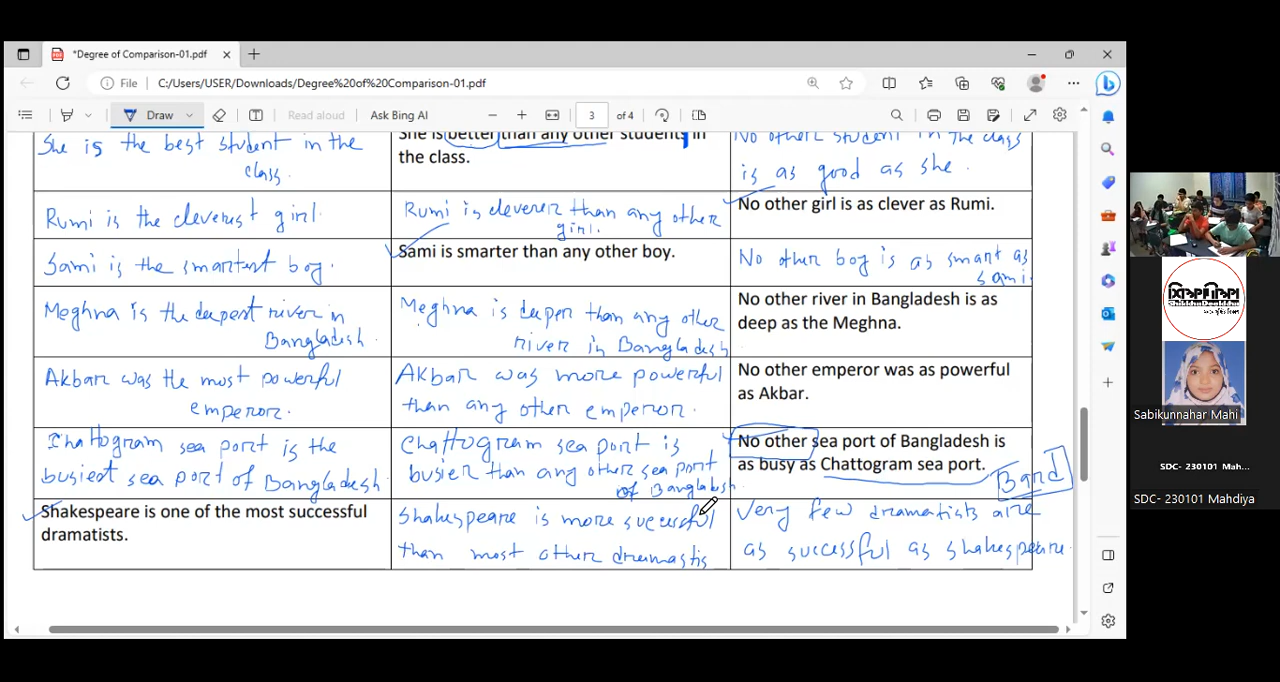 *Degree of Comparison-01.pdf
File C:/Users/USER/Downloads/Degree%20of%20Comparison-01.pdf
Draw Read aloud Ask Bing AI 3 of 4
She is the best student in the
class.
She is better than any other students in
the class.
No other student in the class
is as good as she.
Rumi is the cleverest girl.
Rumi is cleverer than any other
girl.
No other girl is as clever as Rumi.
Sami is the smartest boy.
Sami is smarter than any other boy.
No other boy is as smart as
sami.
Meghna is the deepest river in
Bangladesh.
Meghna is deeper than any other
river in Bangladesh
No other river in Bangladesh is as
deep as the Meghna.
Akbar was the most powerful
emperor.
Akbar was more powerful
than any other emperor.
No other emperor was as powerful
as Akbar.
Chattogram sea port is the
busiest sea port of Bangladesh
Chattogram sea port is
busier than any other sea port
of Bangladesh
No other sea port of Bangladesh is
as busy as Chattogram sea port.
Band
Shakespeare is one of the most successful
dramatists.
Shakespeare is more successful
than most other dramatis
Very few dramatists are
as successful as shakespeare.
Sabikunnahar Mahi
SDC- 230101 Mah...
SDC- 230101 Mahdiya